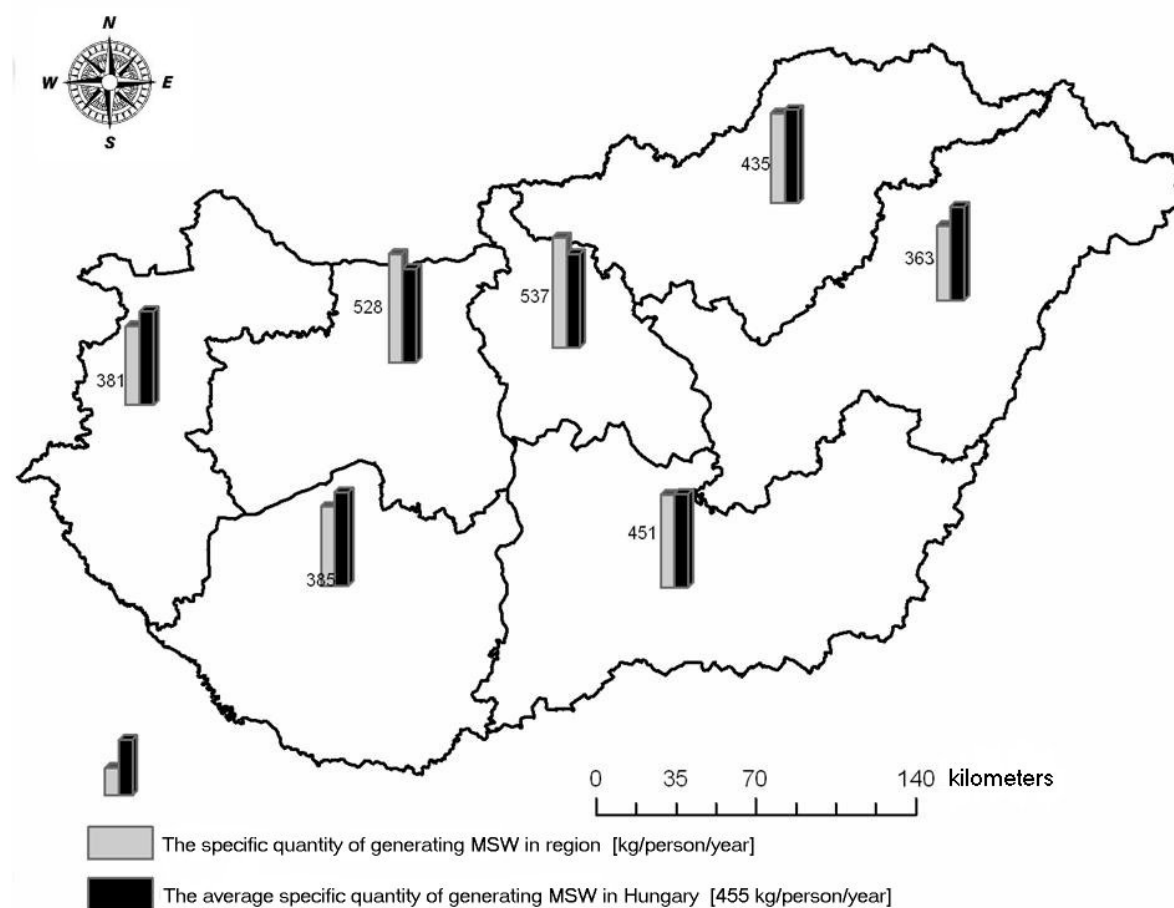 N
W E
S
435
363
528
537
381
451
385
0 35 70 140 kilometers
The specific quantity of generating MSW in region [kg/person/year]
The average specific quantity of generating MSW in Hungary [455 kg/person/year]